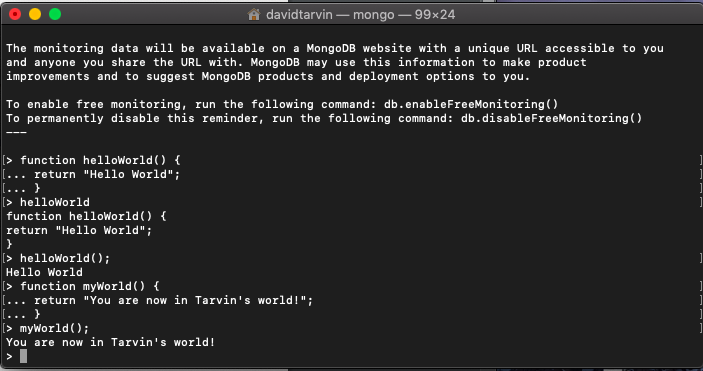 davidtarvin — mongo — 99×24
The monitoring data will be available on a MongoDB website with a unique URL accessible to you
and anyone you share the URL with. MongoDB may use this information to make product
improvements and to suggest MongoDB products and deployment options to you.
To enable free monitoring, run the following command: db.enableFreeMonitoring()
To permanently disable this reminder, run the following command: db.disableFreeMonitoring()
---
[> function helloWorld() { ]
[... return "Hello World"; ]
[... } ]
[> helloWorld ]
function helloWorld() {
return "Hello World";
}
[> helloWorld(); ]
Hello World
[> function myWorld() { ]
[... return "You are now in Tarvin's world!"; ]
[... } ]
[> myWorld(); ]
You are now in Tarvin's world!
>